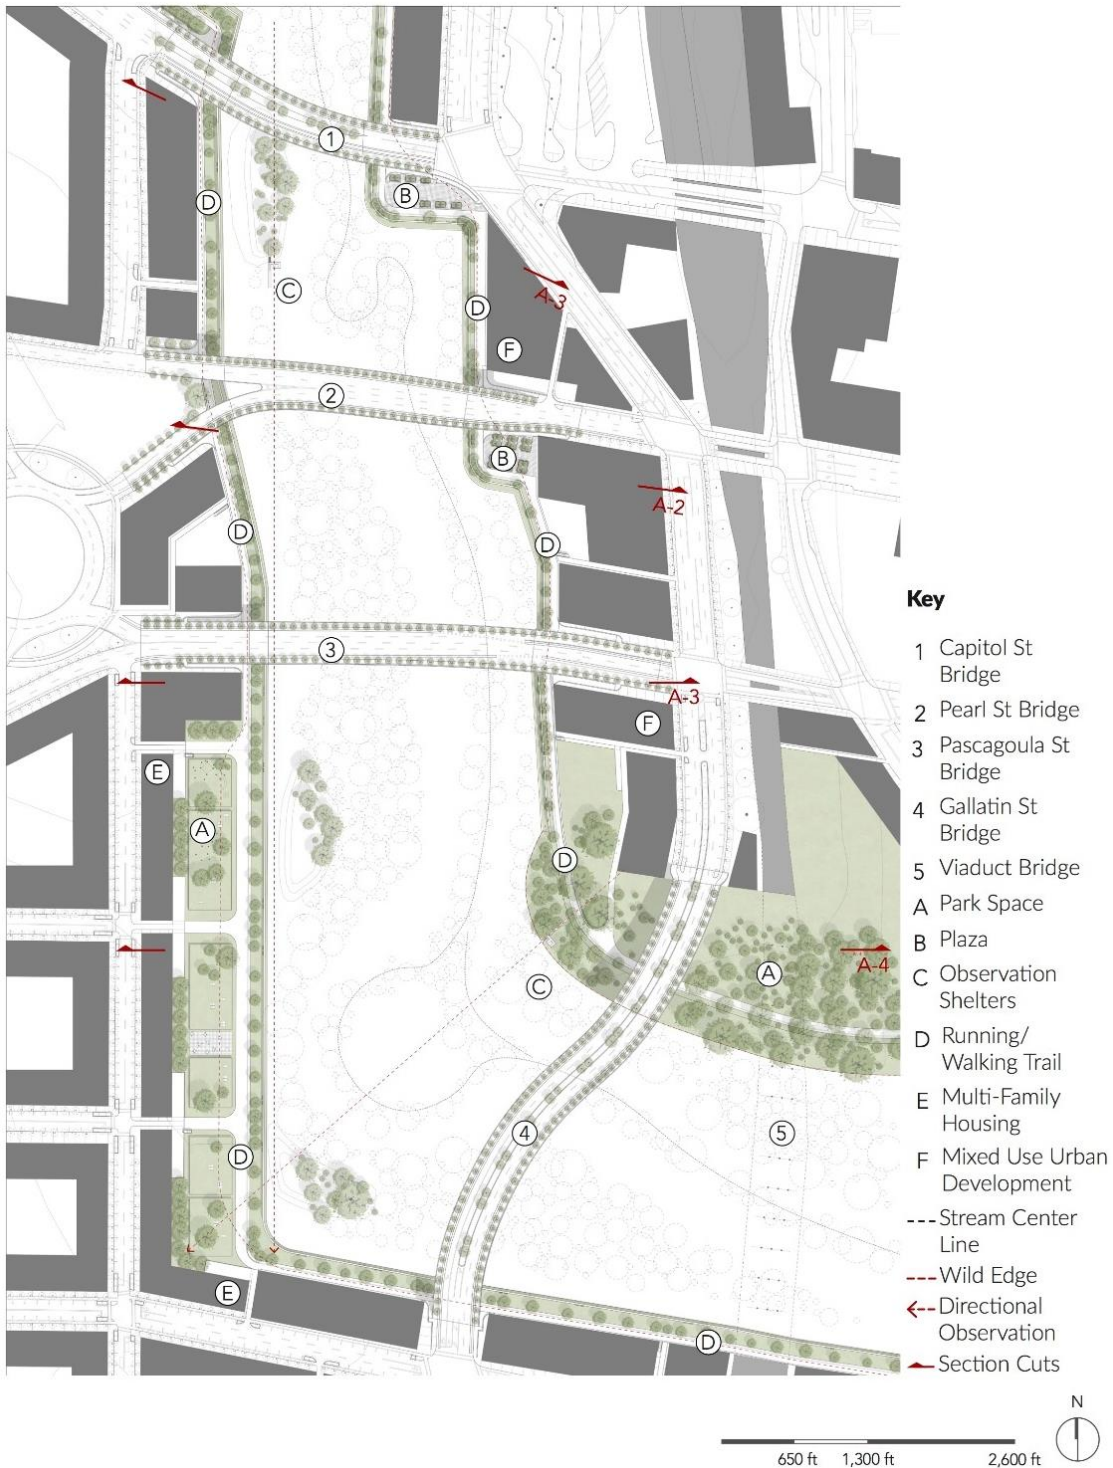 1
B
D
C
D
A-3
F
2
B
A-2
D
D
3
A-3
F
E
A
D
A-4
A
C
4
5
D
E
D
Key
1 Capitol St
Bridge
2 Pearl St Bridge
3 Pascagoula St
Bridge
4 Gallatin St
Bridge
5 Viaduct Bridge
A Park Space
B Plaza
C Observation
Shelters
D Running/
Walking Trail
E Multi-Family
Housing
F Mixed Use Urban
Development
Stream Center
Line
Wild Edge
Directional
Observation
Section Cuts
N
650 ft 1,300 ft 2,600 ft